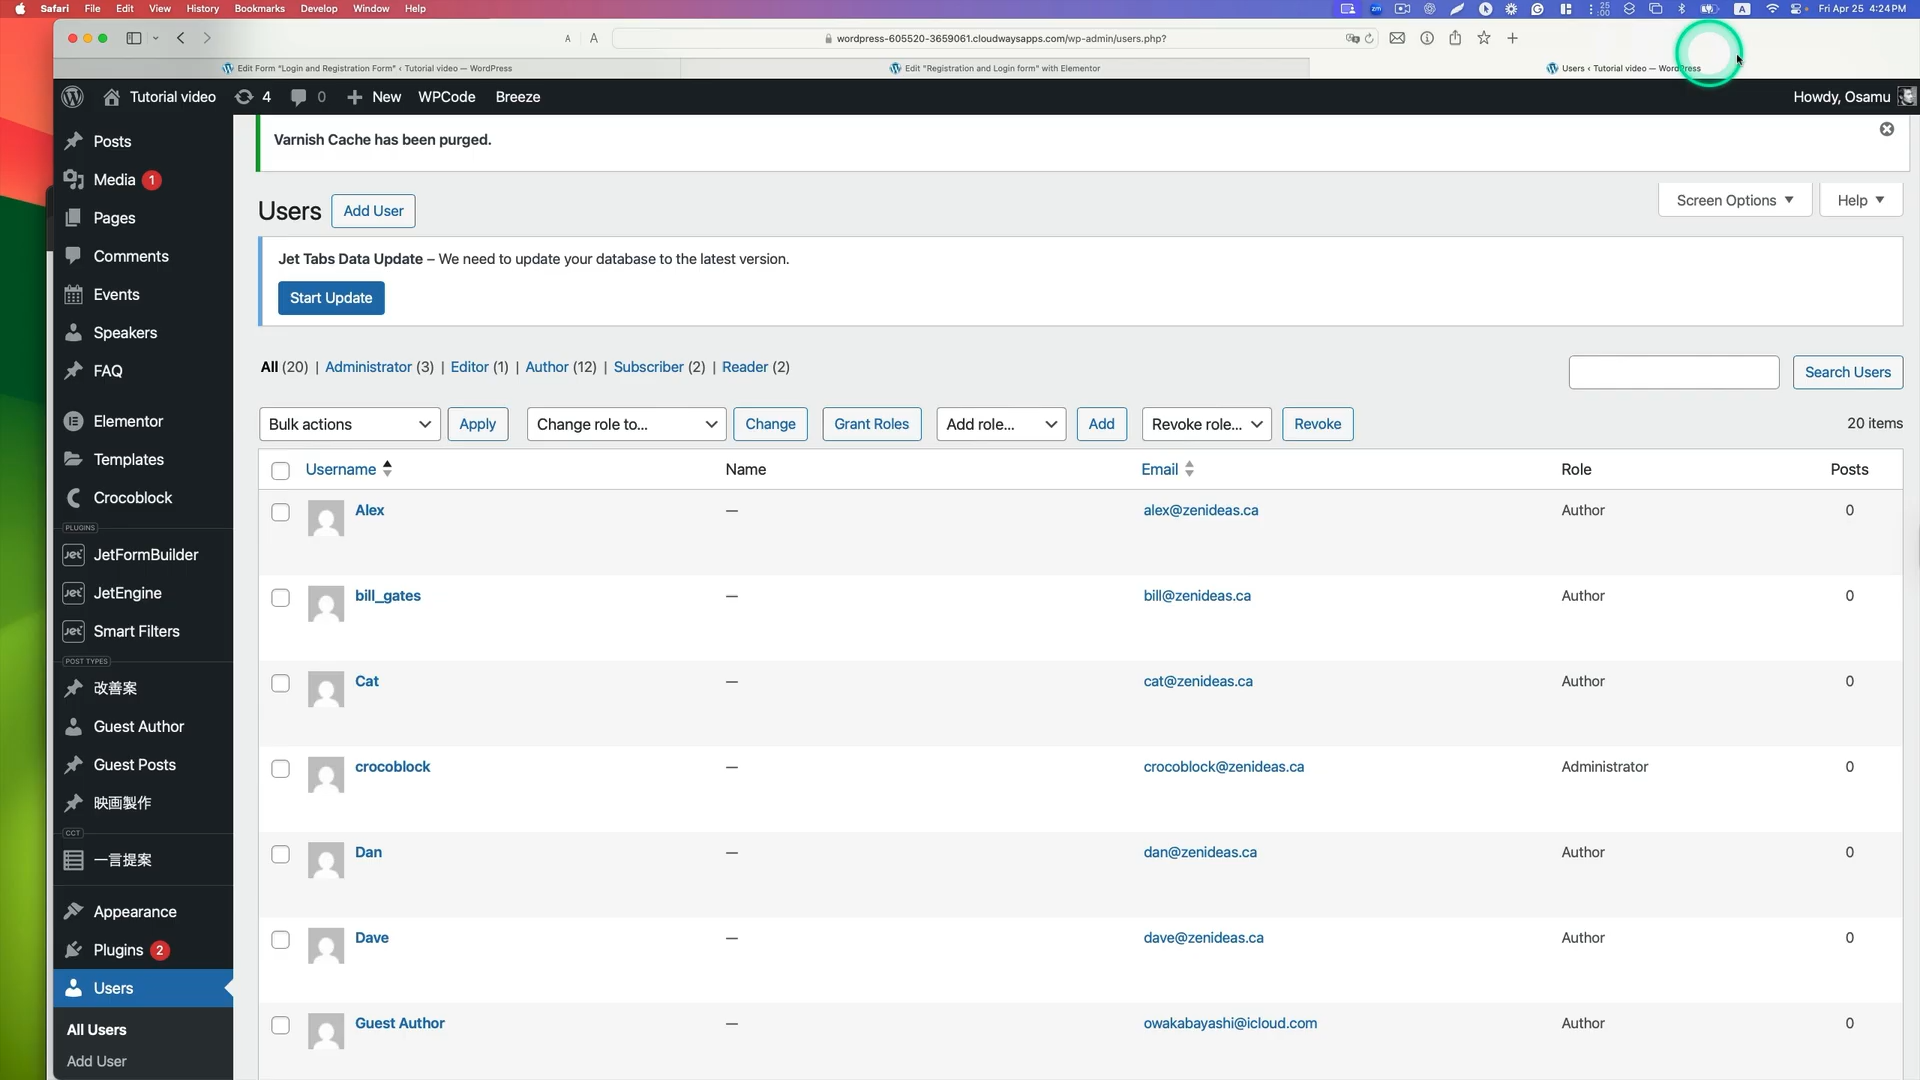 Safari File Edit View History Bookmarks Develop Window Help
25 :00 A Fri Apr 25 4:24 PM
A A wordpress-605520-3659061.cloudwaysapps.com/wp-admin/users.php?
Edit Form "Login and Registration Form" ‹ Tutorial video — WordPress
Edit "Registration and Login form" with Elementor
Users ‹ Tutorial video — WordPress
Tutorial video 4 0 New WPCode Breeze
Howdy, Osamu
Posts
Media 1
Pages
Comments
Events
Speakers
FAQ
Elementor
Templates
Crocoblock
PLUGINS
Jet JetFormBuilder
Jet JetEngine
Jet Smart Filters
POST TYPES
改善案
Guest Author
Guest Posts
映画製作
CCT
一言提案
Appearance
Plugins 2
Users
All Users
Add User
Varnish Cache has been purged.
Users Add User
Screen Options Help
Jet Tabs Data Update – We need to update your database to the latest version.
Start Update
All (20) | Administrator (3) | Editor (1) | Author (12) | Subscriber (2) | Reader (2)
Search Users
Bulk actions Apply Change role to... Change Grant Roles Add role... Add Revoke role... Revoke
20 items
Username Name Email Role Posts
Alex — alex@zenideas.ca Author 0
bill_gates — bill@zenideas.ca Author 0
Cat — cat@zenideas.ca Author 0
crocoblock — crocoblock@zenideas.ca Administrator 0
Dan — dan@zenideas.ca Author 0
Dave — dave@zenideas.ca Author 0
Guest Author — owakabayashi@icloud.com Author 0